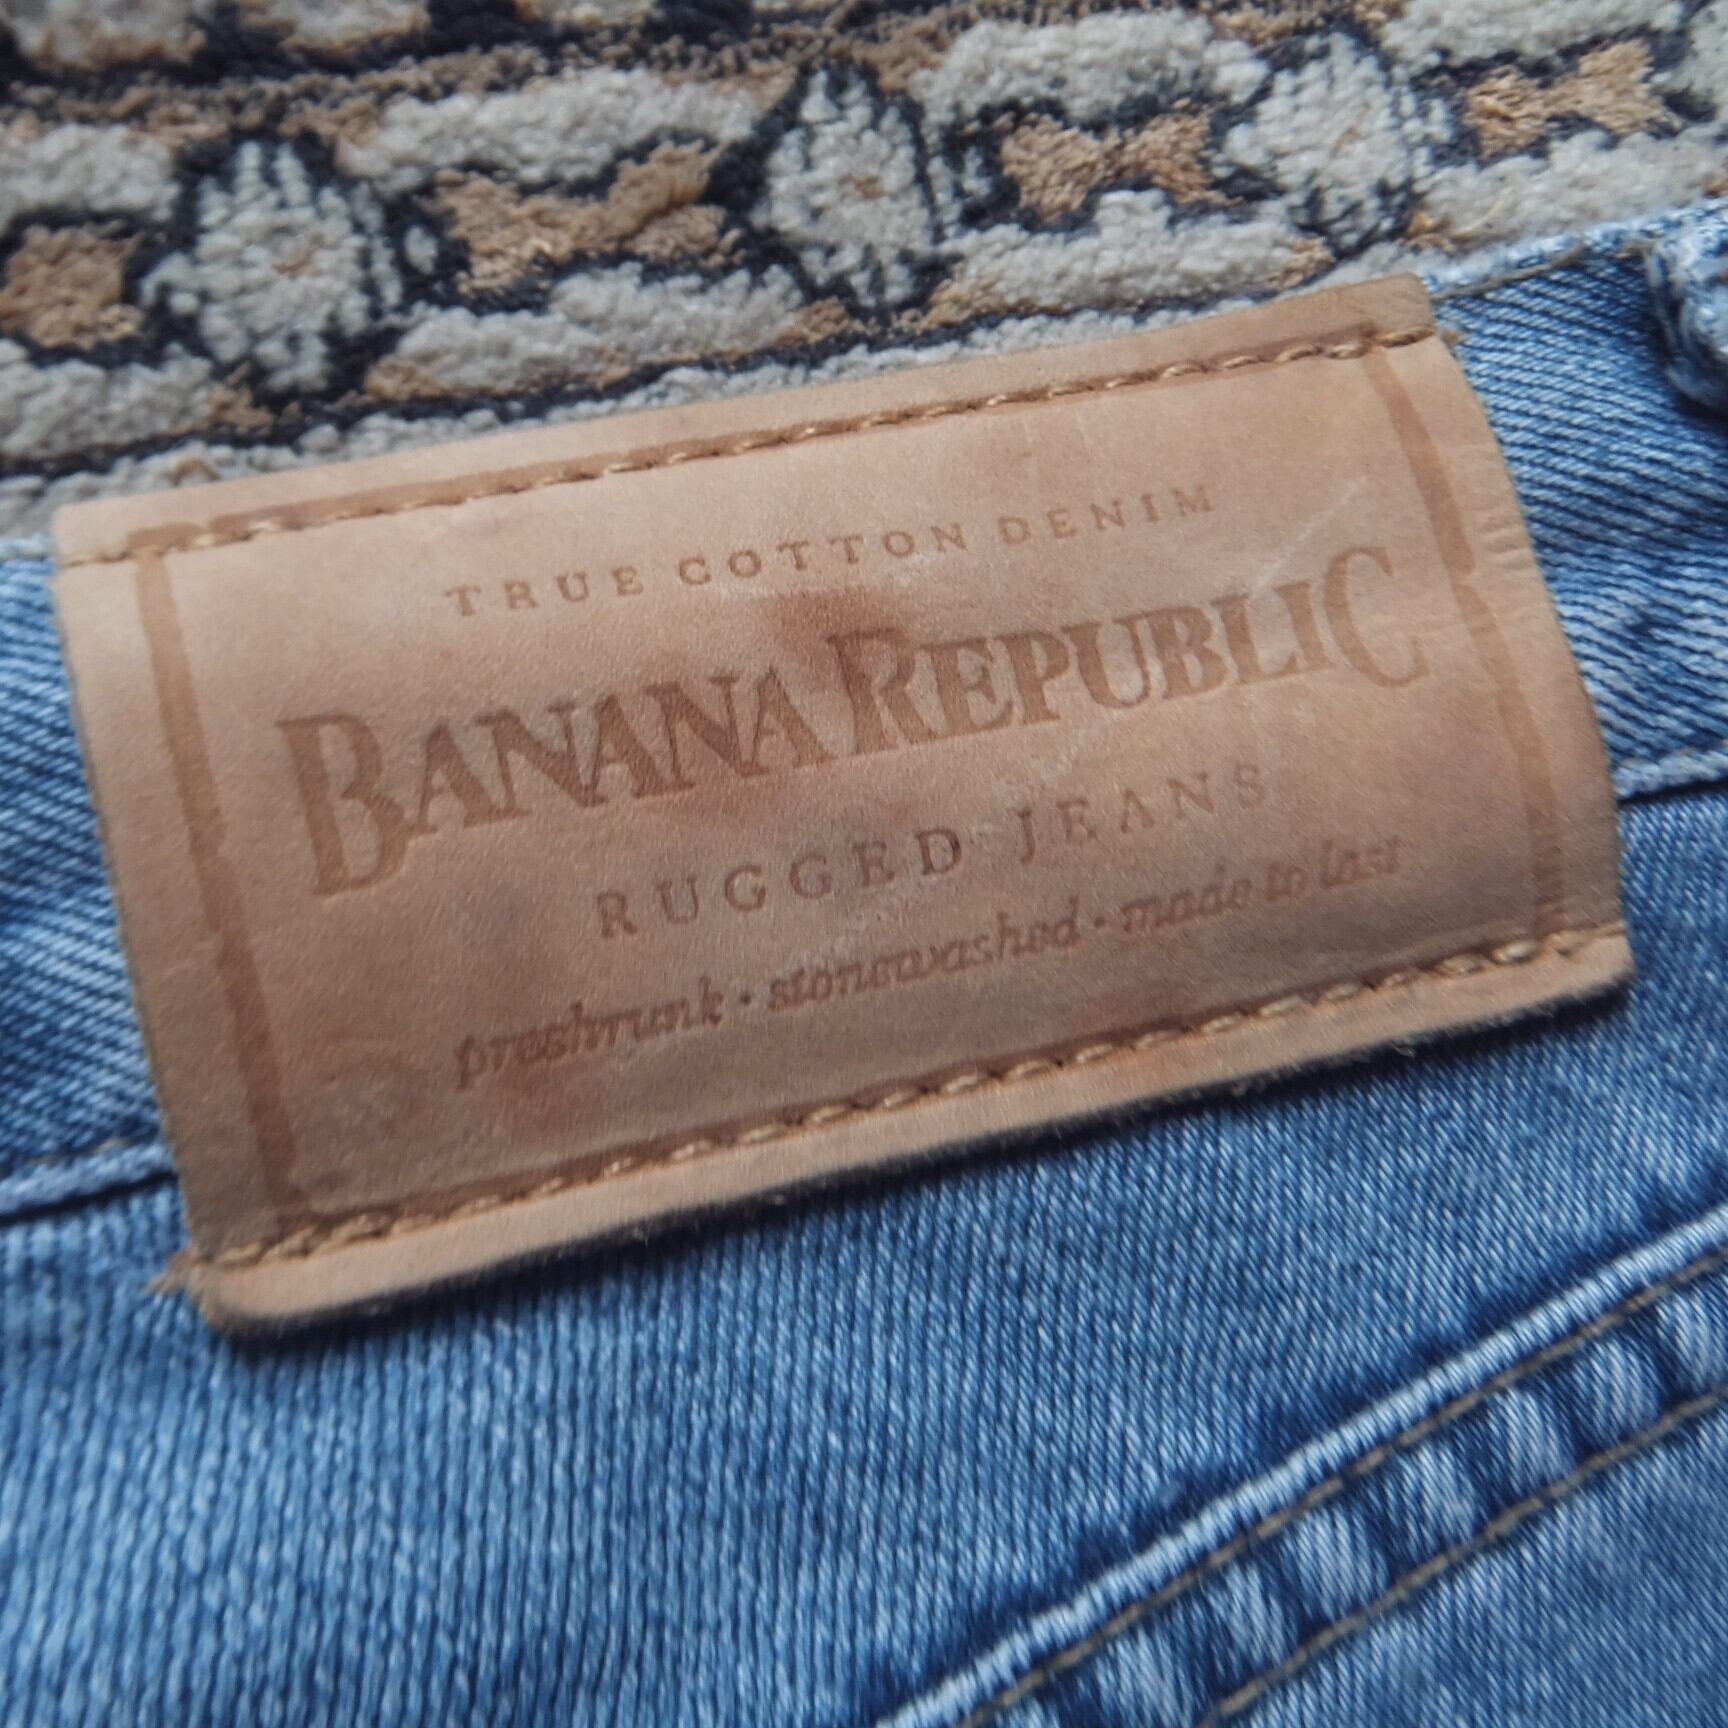 TRUE COTTON DENIM
BANANA REPUBLIC
RUGGED JEANS
preshrunk · stonewashed · made to last